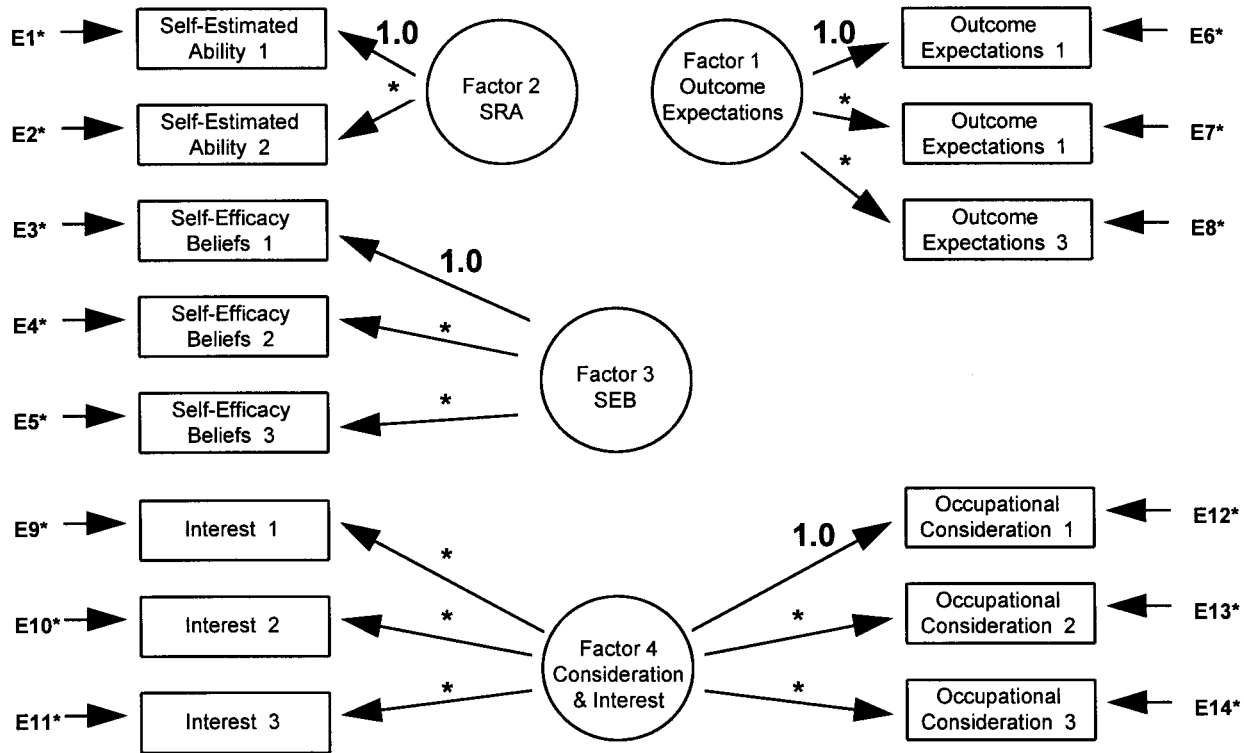 E1*
Self-Estimated
Ability 1
1.0
*
E2*
Self-Estimated
Ability 2
Factor 2
SRA
Factor 1
Outcome
Expectations
1.0
*
*
Outcome
Expectations 1
E6*
Outcome
Expectations 1
E7*
Outcome
Expectations 3
E8*
E3*
Self-Efficacy
Beliefs 1
1.0
E4*
Self-Efficacy
Beliefs 2
*
E5*
Self-Efficacy
Beliefs 3
*
Factor 3
SEB
E9*
Interest 1
*
E10*
Interest 2
*
E11*
Interest 3
*
Factor 4
Consideration
& Interest
1.0
Occupational
Consideration 1
E12*
*
Occupational
Consideration 2
E13*
*
Occupational
Consideration 3
E14*